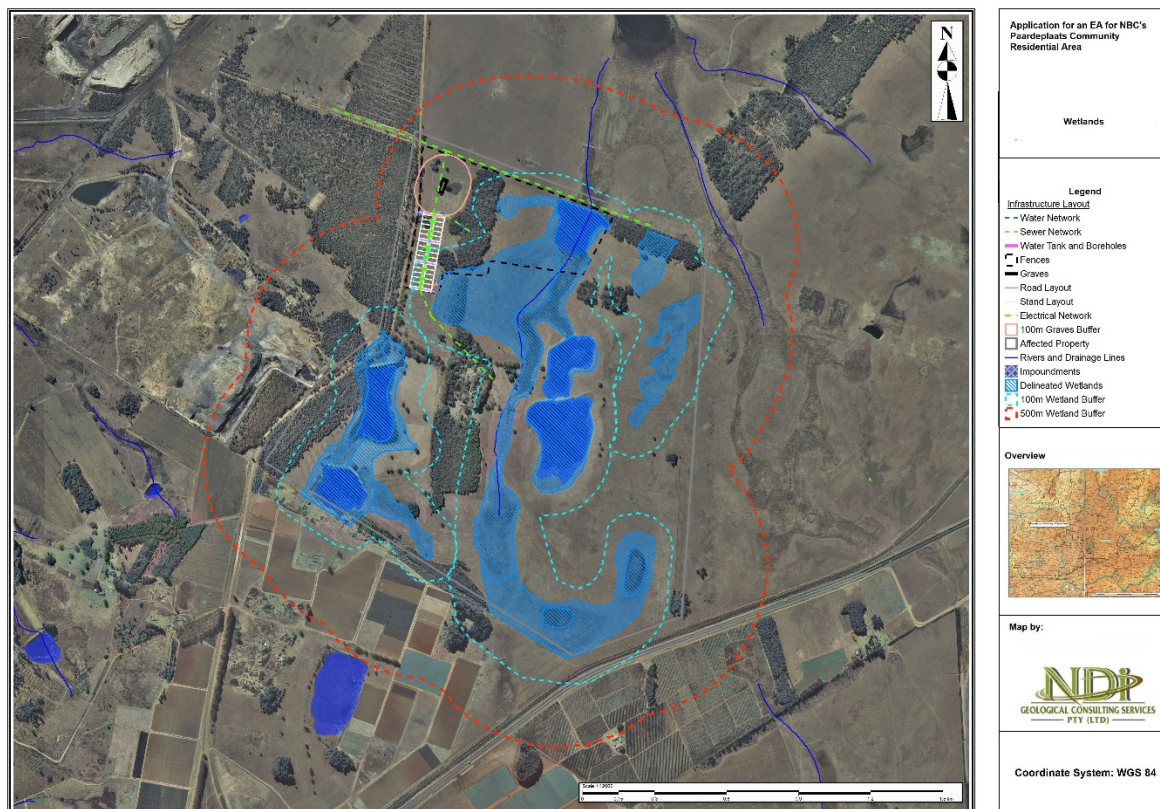 N
Application for an EA for NBC's
Paardeplaats Community
Residential Area
Wetlands
Legend
Infrastructure Layout
Water Network
Sewer Network
Water Tank and Boreholes
Fences
Graves
Road Layout
Stand Layout
Electrical Network
100m Graves Buffer
Affected Property
Rivers and Drainage Lines
Impoundments
Delineated Wetlands
100m Wetland Buffer
500m Wetland Buffer
Overview
Map by:
NDi
GEOLOGICAL CONSULTING SERVICES
PTY (LTD)
Coordinate System: WGS 84